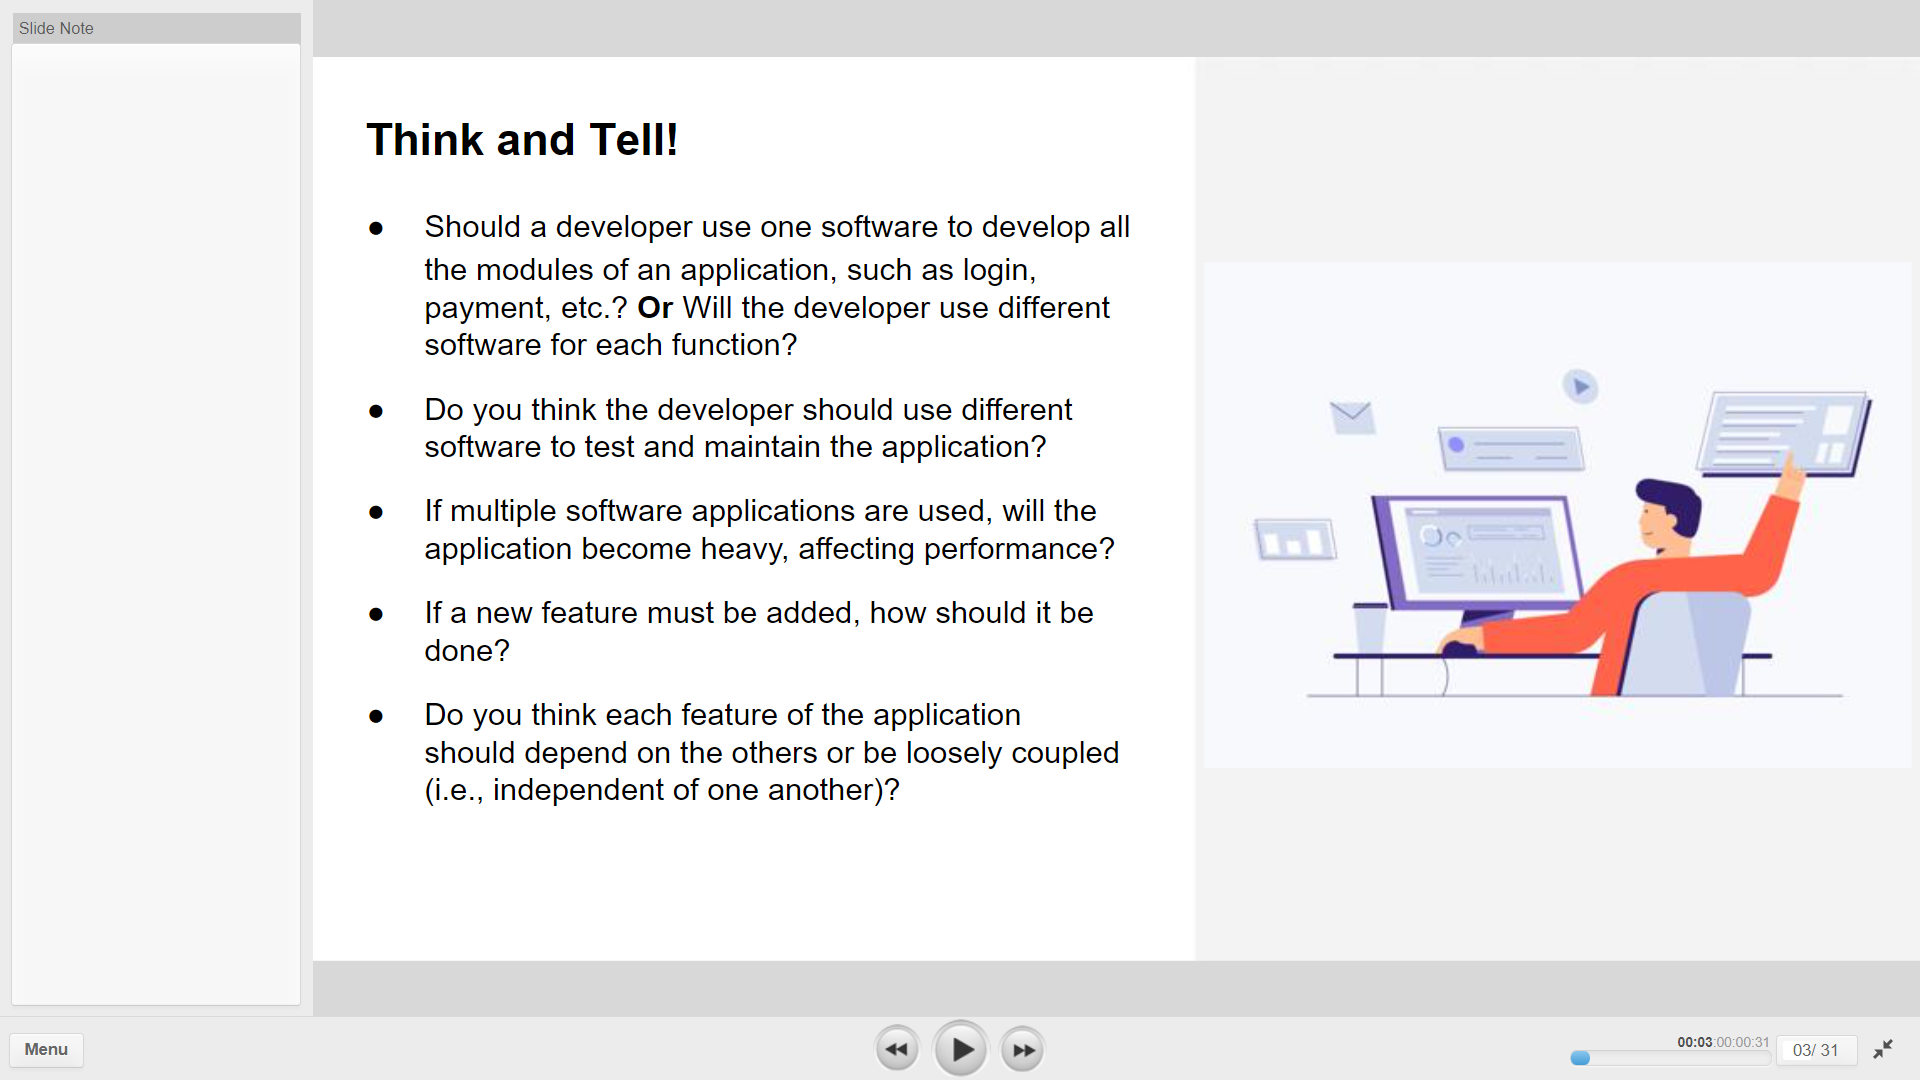 Slide Note
Think and Tell!
● Should a developer use one software to develop all
the modules of an application, such as login,
payment, etc.? Or Will the developer use different
software for each function?
● Do you think the developer should use different
software to test and maintain the application?
● If multiple software applications are used, will the
application become heavy, affecting performance?
● If a new feature must be added, how should it be
done?
● Do you think each feature of the application
should depend on the others or be loosely coupled
(i.e., independent of one another)?
Menu
00:03:00:00:31
03/ 31